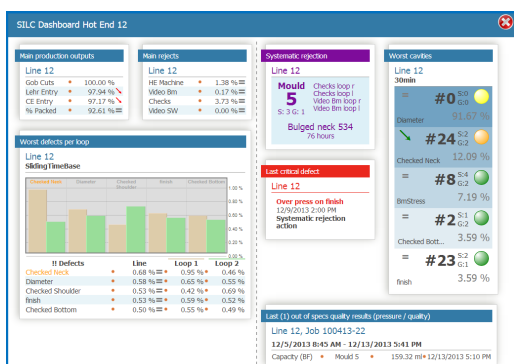 SILC Dashboard Hot End 12
Main production outputs
Line 12
Gob Cuts 100.00 %
Lehr Entry 97.94 %
CE Entry 97.17 %
% Packed 92.61 %
Main rejects
Line 12
HE Machine 1.38 %
Video Bm 0.17 %
Checks 3.73 %
Video SW 0.00 %
Systematic rejection
Line 12
Mould
5
S: 3 G: 1
Checks loop r
Checks loop l
Video Bm loop r
Video Bm loop l
Bulged neck 534
76 hours
Worst cavities
Line 12
30min
= #0 S:0 G:0
Diameter 91.67 %
#24 S:2 G:2
Checked Neck 12.09 %
= #8 S:4 G:2
BmStress 7.19 %
= #2 S:1 G:2
Checked Bott... 3.59 %
= #23 S:2 G:1
finish 3.59 %
Worst defects per loop
Line 12
SlidingTimeBase
Checked Neck Diameter Checked Shoulder finish Checked Bottom
1.00 %
0.80 %
0.60 %
0.40 %
0.20 %
0.00 %
!! Defects Line Loop 1 Loop 2
Checked Neck 0.68 % = 0.95 % 0.46 %
Diameter 0.58 % = 0.65 % 0.55 %
Checked Shoulder 0.53 % = 0.42 % 0.69 %
finish 0.53 % = 0.59 % 0.52 %
Checked Bottom 0.50 % = 0.55 % 0.49 %
Last critical defect
Line 12
Over press on finish
12/9/2013 2:00 PM
Systematic rejection
action
Last (1) out of specs quality results (pressure / quality)
Line 12, Job 100413-22
12/5/2013 8:45 AM - 12/13/2013 5:41 PM
Capacity (BF) Mould 5 159.32 ml 12/13/2013 5:10 PM